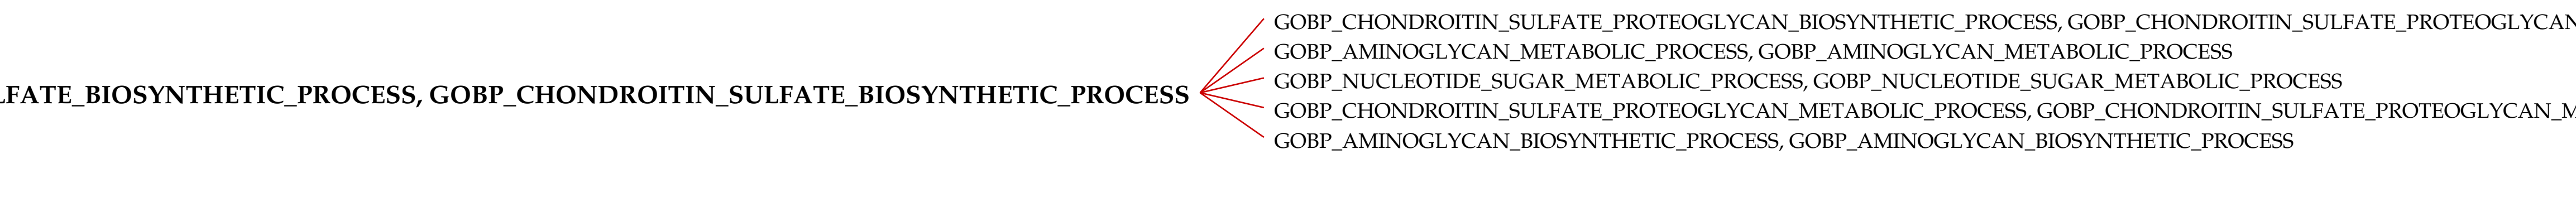 LFATE_BIOSYNTHETIC_PROCESS, GOBP_CHONDROITIN_SULFATE_BIOSYNTHETIC_PROCESS
GOBP_CHONDROITIN_SULFATE_PROTEOGLYCAN_BIOSYNTHETIC_PROCESS, GOBP_CHONDROITIN_SULFATE_PROTEOGLYCAN
GOBP_AMINOGLYCAN_METABOLIC_PROCESS, GOBP_AMINOGLYCAN_METABOLIC_PROCESS
GOBP_NUCLEOTIDE_SUGAR_METABOLIC_PROCESS, GOBP_NUCLEOTIDE_SUGAR_METABOLIC_PROCESS
GOBP_CHONDROITIN_SULFATE_PROTEOGLYCAN_METABOLIC_PROCESS, GOBP_CHONDROITIN_SULFATE_PROTEOGLYCAN_M
GOBP_AMINOGLYCAN_BIOSYNTHETIC_PROCESS, GOBP_AMINOGLYCAN_BIOSYNTHETIC_PROCESS